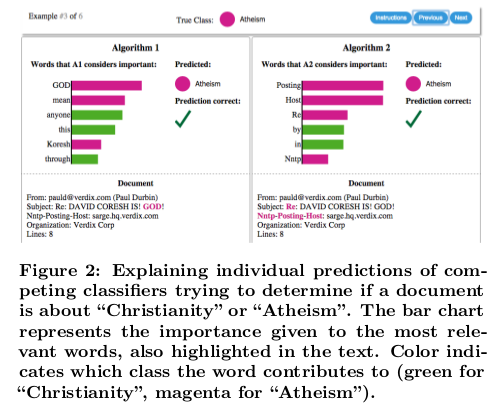 Example #3 of 6
True Class: Atheism
Instructions Previous Next
Algorithm 1
Words that A1 considers important:
Predicted:
GOD
mean
anyone
this
Koresh
through
Atheism
Prediction correct:
Document
From: pauld@verdix.com (Paul Durbin)
Subject: Re: DAVID CORESH IS! GOD!
Nntp-Posting-Host: sarge.hq.verdix.com
Organization: Verdix Corp
Lines: 8
Algorithm 2
Words that A2 considers important:
Predicted:
Posting
Host
Re
by
in
Nntp
Atheism
Prediction correct:
Document
From: pauld@verdix.com (Paul Durbin)
Subject: Re: DAVID CORESH IS! GOD!
Nntp-Posting-Host: sarge.hq.verdix.com
Organization: Verdix Corp
Lines: 8
Figure 2: Explaining individual predictions of com-
peting classifiers trying to determine if a document
is about “Christianity” or “Atheism”. The bar chart
represents the importance given to the most rele-
vant words, also highlighted in the text. Color indi-
cates which class the word contributes to (green for
“Christianity”, magenta for “Atheism”).